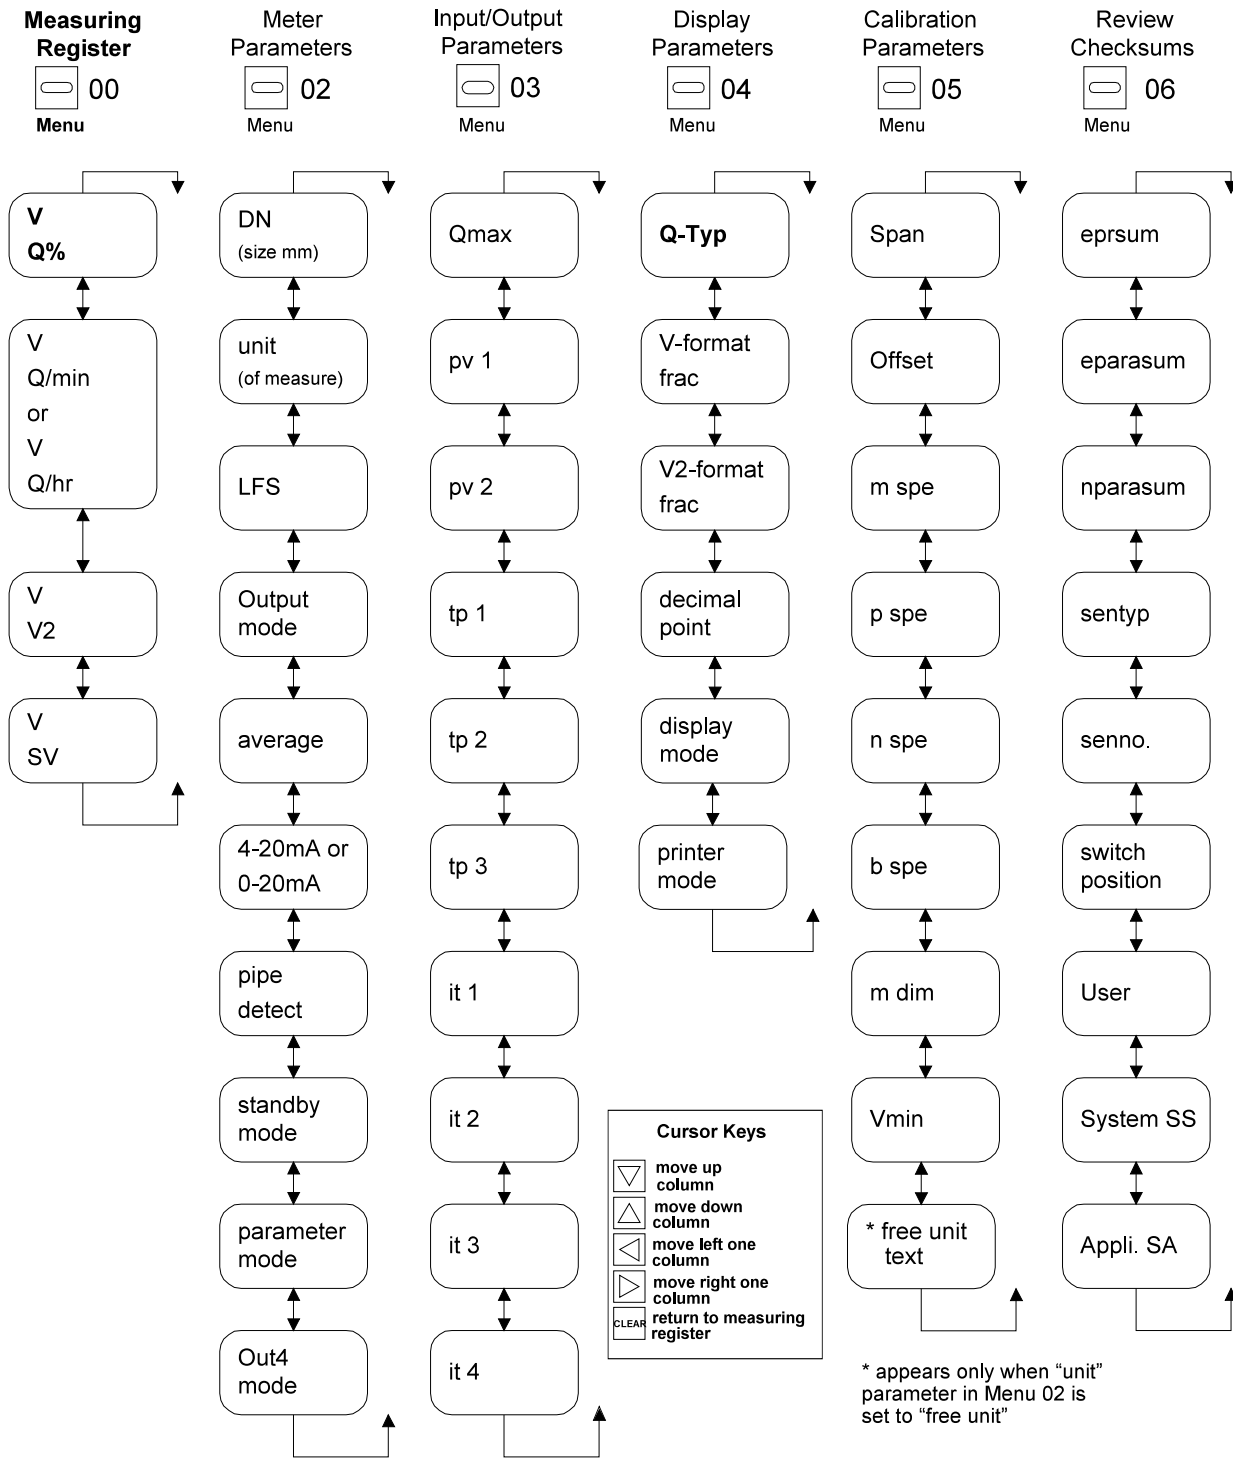 Measuring
Register
00
Menu
V
Q%
V
Q/min
or
V
Q/hr
V
V2
V
SV
Meter
Parameters
02
Menu
DN
(size mm)
unit
(of measure)
LFS
Output
mode
average
4-20mA or
0-20mA
pipe
detect
standby
mode
parameter
mode
Out4
mode
Input/Output
Parameters
03
Menu
Qmax
pv 1
pv 2
tp 1
tp 2
tp 3
it 1
it 2
it 3
it 4
Display
Parameters
04
Menu
Q-Typ
V-format
frac
V2-format
frac
decimal
point
display
mode
printer
mode
Cursor Keys
move up
column
move down
column
move left one
column
move right one
column
CLEAR return to measuring
register
Calibration
Parameters
05
Menu
Span
Offset
m spe
p spe
n spe
b spe
m dim
Vmin
* free unit
text
* appears only when “unit”
parameter in Menu 02 is
set to “free unit”
Review
Checksums
06
Menu
eprsum
eparasum
nparasum
sentyp
senno.
switch
position
User
System SS
Appli. SA